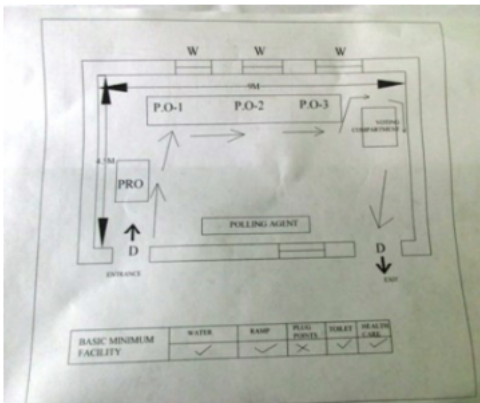 W W W
9M
P.O-1 P.O-2 P.O-3
VOTING
COMPARTMENT
PRO
POLLING AGENT
D D
ENTRANCE EXIT
BASIC MINIMUM
FACILITY
WATER RAMP PLUG
POINTS TOILET HEALTH
CARE